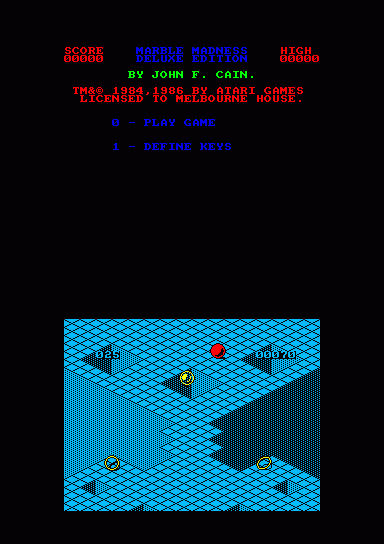 SCORE MARBLE MADNESS HIGH
00000 DELUXE EDITION 00000
BY JOHN F. CAIN.
TM&© 1984,1986 BY ATARI GAMES
LICENSED TO MELBOURNE HOUSE.
0 - PLAY GAME
1 - DEFINE KEYS
025 00070